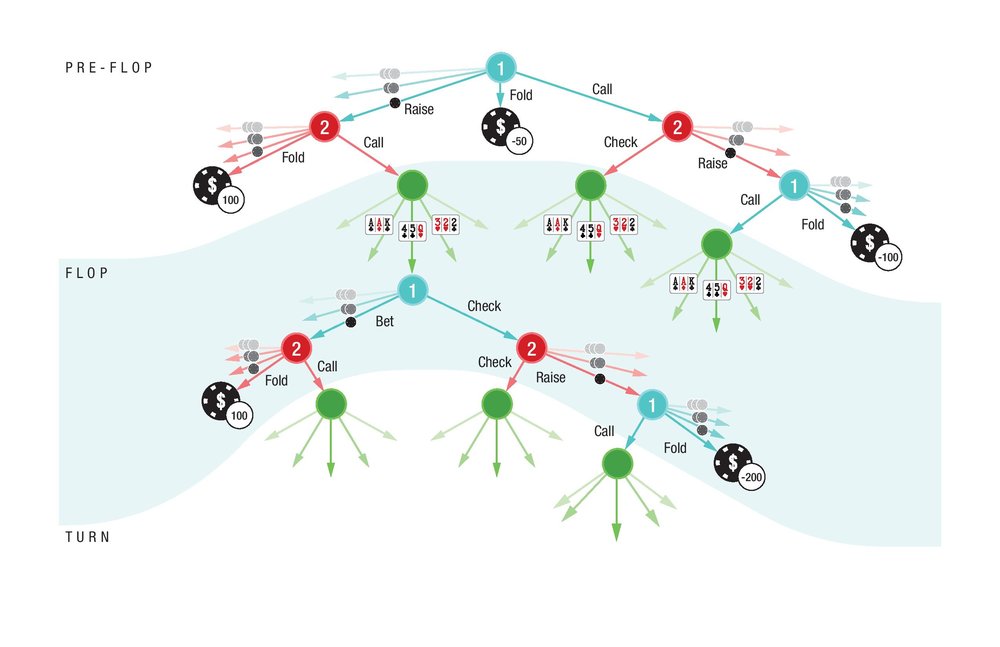 PRE-FLOP
1
Fold
Call
Raise
$
-50
2
Call
Fold
$
100
2
Check
Raise
1
Call
Fold
$
-100
A A K
4 5 Q
3 2 2
A A K
4 5 Q
3 2 2
A A K
4 5 Q
3 2 2
FLOP
1
Bet
Check
2
Call
Fold
$
100
2
Check
Raise
1
Call
Fold
$
-200
TURN